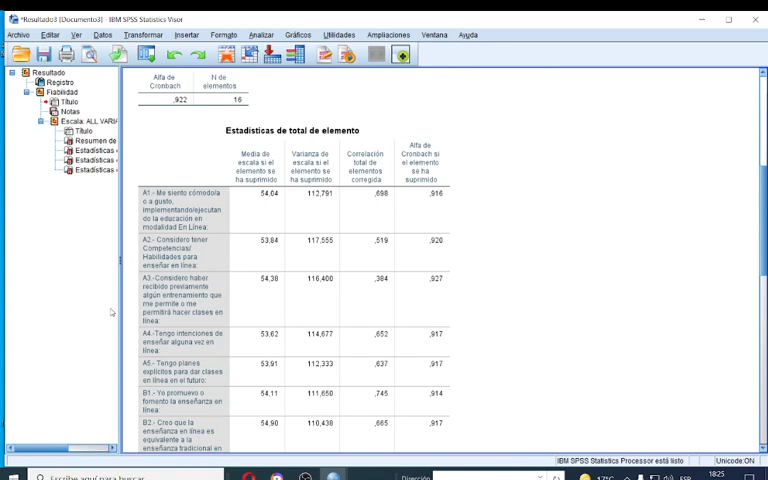 *Resultado3 [Documento3] - IBM SPSS Statistics Visor
Archivo Editar Ver Datos Transformar Insertar Formato Analizar Gráficos Utilidades Ampliaciones Ventana Ayuda
Resultado
Registro
Fiabilidad
Título
Notas
Escala: ALL VARI
Título
Resumen de
Estadísticas
Estadísticas
Estadísticas
Alfa de
Cronbach
N de
elementos
,922 16
Estadísticas de total de elemento
Media de
escala si el
elemento se
ha suprimido
Varianza de
escala si el
elemento se
ha suprimido
Correlación
total de
elementos
corregida
Alfa de
Cronbach si
el elemento
se ha
suprimido
A1.- Me siento cómodo/a
o a gusto,
implementando/ejecutan
do la educación en
modalidad En Línea:
54,04 112,791 ,698 ,916
A2.- Considero tener
Competencias/
Habilidades para
enseñar en línea:
53,84 117,555 ,519 ,920
A3.-Considero haber
recibido previamente
algún entrenamiento que
me permite o me
permitirá hacer clases en
línea:
54,38 116,400 ,384 ,927
A4.-Tengo intenciones de
enseñar alguna vez en
línea:
53,62 114,677 ,652 ,917
A5.- Tengo planes
explícitos para dar clases
en línea en el futuro:
53,91 112,333 ,637 ,917
B1.- Yo promuevo o
fomento la enseñanza en
línea:
54,11 111,650 ,745 ,914
B2.- Creo que la
enseñanza en línea es
equivalente a la
enseñanza tradicional en
54,90 110,438 ,665 ,917
IBM SPSS Statistics Processor está listo Unicode:ON
Escribe aquí para buscar
Dirección
17°C
ESP
18:25